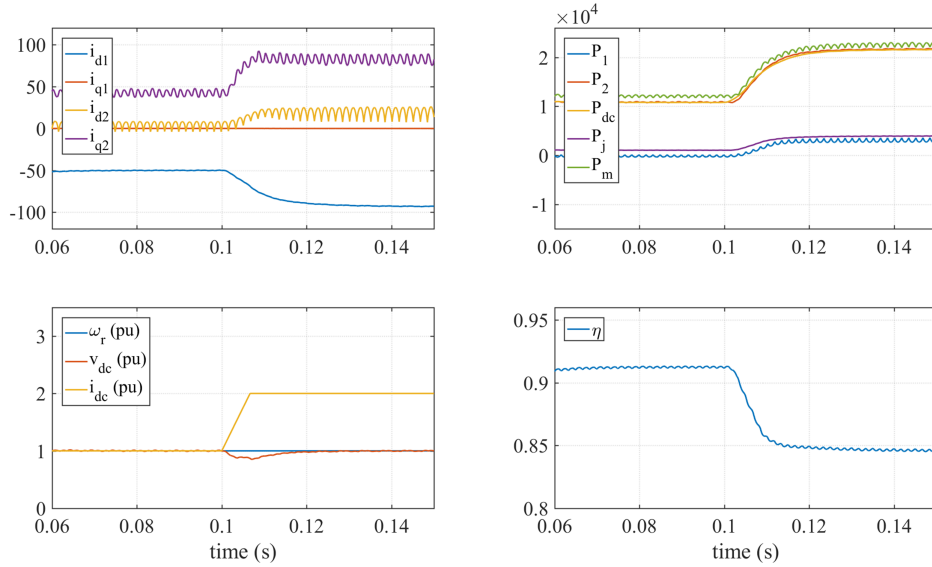 100
50
0
-50
-100
i_d1
i_q1
i_d2
i_q2
0.06 0.08 0.1 0.12 0.14
×10^4
2
1
0
-1
P_1
P_2
P_dc
P_j
P_m
0.06 0.08 0.1 0.12 0.14
3
2
1
0
ω_r (pu)
v_dc (pu)
i_dc (pu)
0.06 0.08 0.1 0.12 0.14
time (s)
0.95
0.9
0.85
0.8
η
0.06 0.08 0.1 0.12 0.14
time (s)